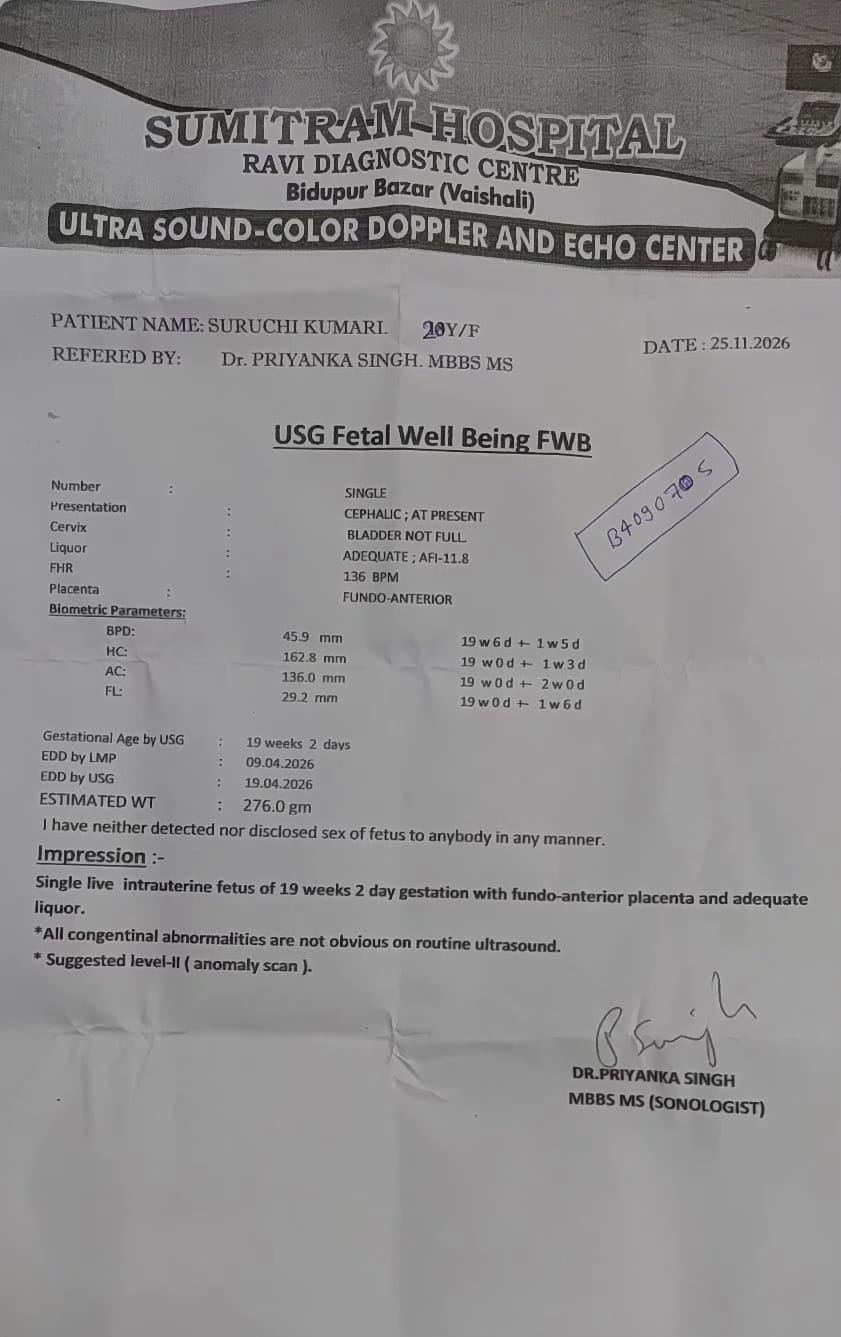 SUMITRAM HOSPITAL
RAVI DIAGNOSTIC CENTRE
Bidupur Bazar (Vaishali)
ULTRA SOUND-COLOR DOPPLER AND ECHO CENTER
PATIENT NAME: SURUCHI KUMARI. 20Y/F
REFERED BY: Dr. PRIYANKA SINGH. MBBS MS
DATE : 25.11.2026
USG Fetal Well Being FWB
B4090705
Number : SINGLE
Presentation : CEPHALIC ; AT PRESENT
Cervix : BLADDER NOT FULL
Liquor : ADEQUATE ; AFI-11.8
FHR : 136 BPM
Placenta : FUNDO-ANTERIOR
Biometric Parameters:
BPD: 45.9 mm 19 w 6 d +- 1 w 5 d
HC: 162.8 mm 19 w 0 d +- 1 w 3 d
AC: 136.0 mm 19 w 0 d +- 2 w 0 d
FL: 29.2 mm 19 w 0 d +- 1 w 6 d
Gestational Age by USG : 19 weeks 2 days
EDD by LMP : 09.04.2026
EDD by USG : 19.04.2026
ESTIMATED WT : 276.0 gm
I have neither detected nor disclosed sex of fetus to anybody in any manner.
Impression :-
Single live intrauterine fetus of 19 weeks 2 day gestation with fundo-anterior placenta and adequate
liquor.
*All congentinal abnormalities are not obvious on routine ultrasound.
* Suggested level-II ( anomaly scan ).
P Singh
DR.PRIYANKA SINGH
MBBS MS (SONOLOGIST)